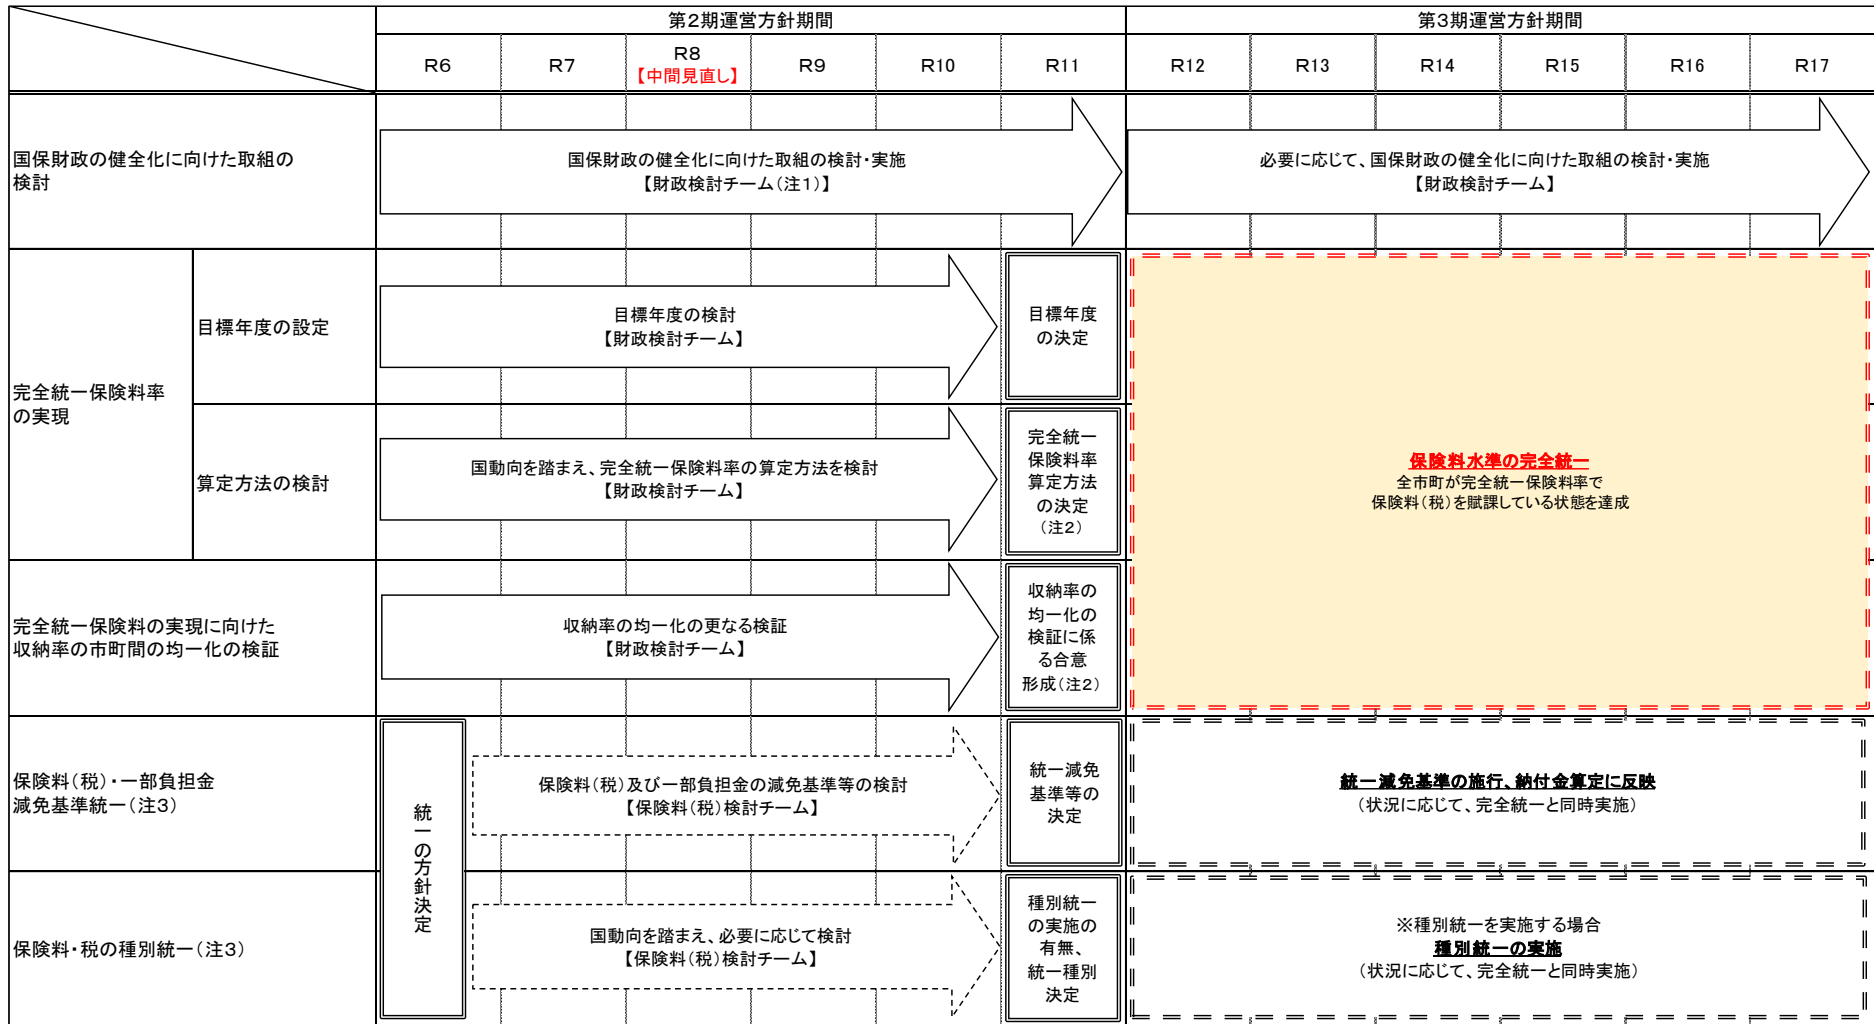 第2期運営方針期間
第3期運営方針期間
R6
R7
R8
【中間見直し】
R9
R10
R11
R12
R13
R14
R15
R16
R17
国保財政の健全化に向けた取組の
検討
国保財政の健全化に向けた取組の検討・実施
【財政検討チーム(注1)】
必要に応じて、国保財政の健全化に向けた取組の検討・実施
【財政検討チーム】
完全統一保険料率
の実現
目標年度の設定
目標年度の検討
【財政検討チーム】
目標年度
の決定
算定方法の検討
国動向を踏まえ、完全統一保険料率の算定方法を検討
【財政検討チーム】
完全統一
保険料率
算定方法
の決定
(注2)
保険料水準の完全統一
全市町が完全統一保険料率で
保険料(税)を賦課している状態を達成
完全統一保険料の実現に向けた
収納率の市町間の均一化の検証
収納率の均一化の更なる検証
【財政検討チーム】
収納率の
均一化の
検証に係
る合意
形成(注2)
保険料(税)・一部負担金
減免基準統一(注3)
統一の方針決定
保険料(税)及び一部負担金の減免基準等の検討
【保険料(税)検討チーム】
統一減免
基準等の
決定
統一減免基準の施行、納付金算定に反映
(状況に応じて、完全統一と同時実施)
保険料・税の種別統一(注3)
国動向を踏まえ、必要に応じて検討
【保険料(税)検討チーム】
種別統一
の実施の
有無、
統一種別
決定
※種別統一を実施する場合
種別統一の実施
(状況に応じて、完全統一と同時実施)